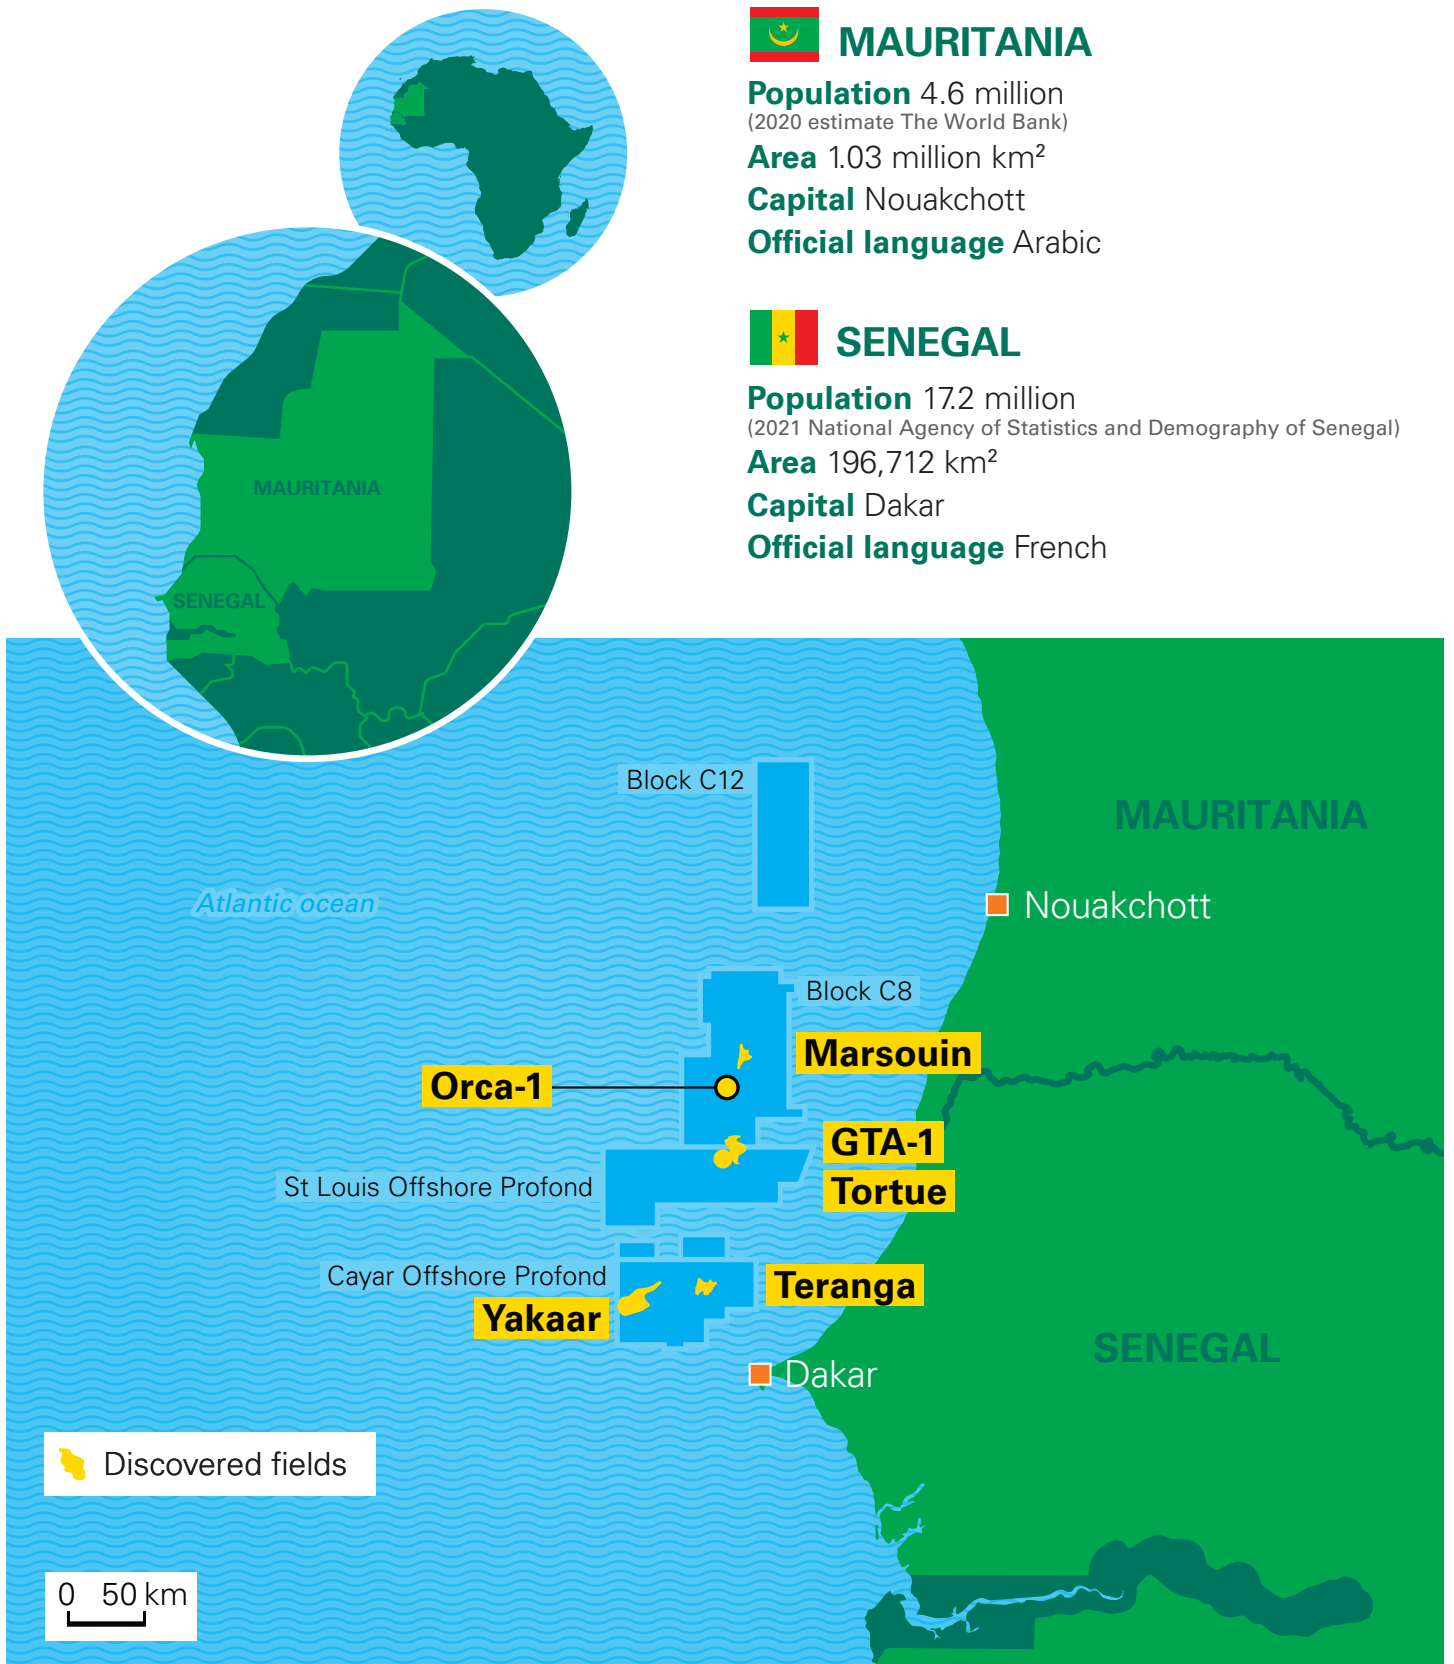 MAURITANIA
Population 4.6 million
(2020 estimate The World Bank)
Area 1.03 million km²
Capital Nouakchott
Official language Arabic
SENEGAL
Population 17.2 million
(2021 National Agency of Statistics and Demography of Senegal)
Area 196,712 km²
Capital Dakar
Official language French
MAURITANIA
SENEGAL
Block C12
MAURITANIA
Atlantic ocean
Nouakchott
Block C8
Marsouin
Orca-1
GTA-1
St Louis Offshore Profond
Tortue
Cayar Offshore Profond
Teranga
Yakaar
SENEGAL
Dakar
Discovered fields
0 50 km